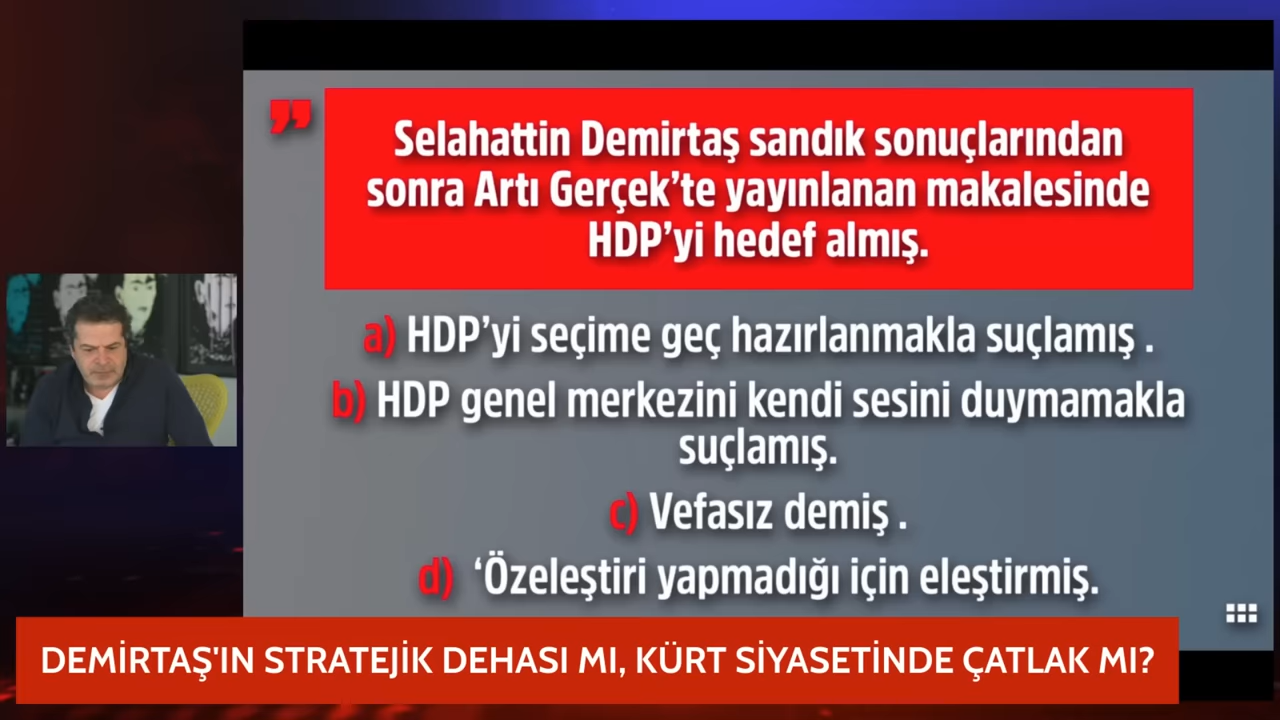 ” Selahattin Demirtaş sandık sonuçlarından
sonra Artı Gerçek’te yayınlanan makalesinde
HDP’yi hedef almış.
a) HDP’yi seçime geç hazırlanmakla suçlamış .
b) HDP genel merkezini kendi sesini duymamakla
suçlamış.
c) Vefasız demiş .
d) ‘Özeleştiri yapmadığı için eleştirmiş.
DEMİRTAŞ'IN STRATEJİK DEHASI MI, KÜRT SİYASETİNDE ÇATLAK MI?